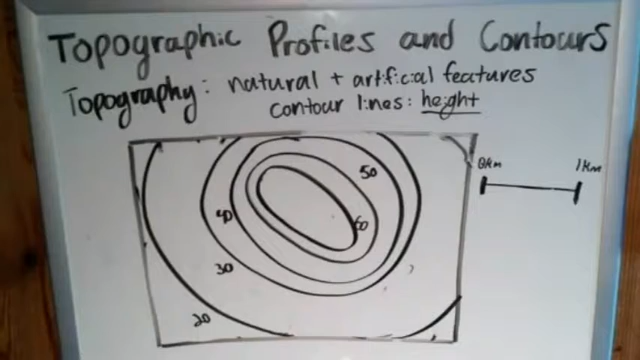 Topographic Profiles and Contours
Topography: natural + artificial features
contour lines: height
0km 1km
50
40
60
30
20